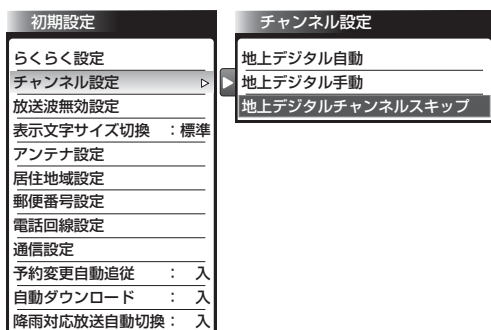 初期設定
らくらく設定
チャンネル設定
放送波無効設定
表示文字サイズ切換 ：標準
アンテナ設定
居住地域設定
郵便番号設定
電話回線設定
通信設定
予約変更自動追従 ： 入
自動ダウンロード ： 入
降雨対応放送自動切換： 入
チャンネル設定
地上デジタル自動
地上デジタル手動
地上デジタルチャンネルスキップ